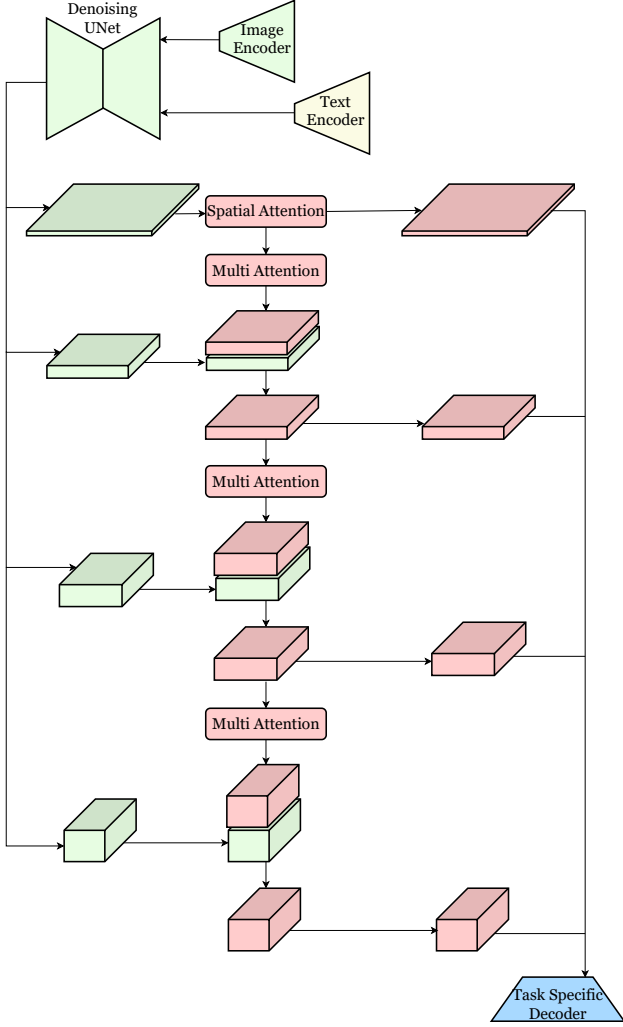 Denoising
UNet
Image
Encoder
Text
Encoder
Spatial Attention
Multi Attention
Multi Attention
Multi Attention
Task Specific
Decoder